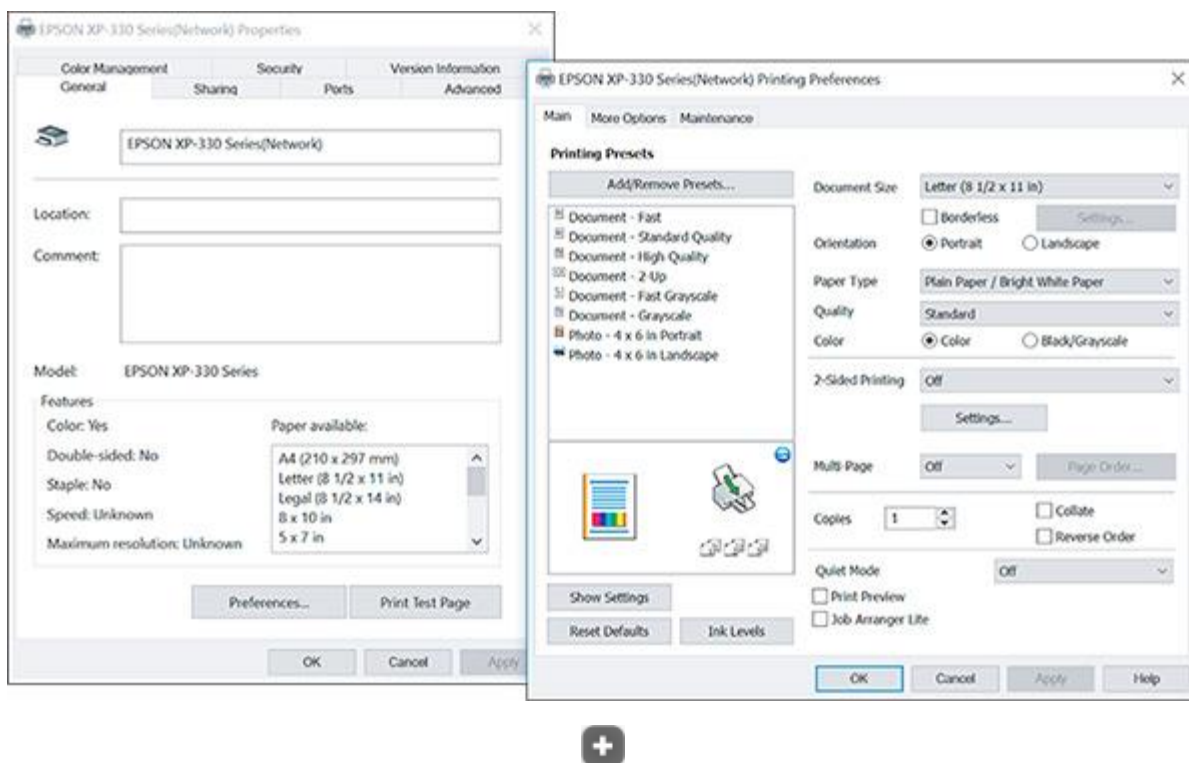 EPSON XP-330 Series(Network) Properties
Color Management Security Version Information
General Sharing Ports Advanced
EPSON XP-330 Series(Network)
Location:
Comment:
Model: EPSON XP-330 Series
Features
Color: Yes
Double-sided: No
Staple: No
Speed: Unknown
Maximum resolution: Unknown
Paper available:
A4 (210 x 297 mm)
Letter (8 1/2 x 11 in)
Legal (8 1/2 x 14 in)
8 x 10 in
5 x 7 in
Preferences... Print Test Page
OK Cancel Apply
EPSON XP-330 Series(Network) Printing Preferences
Main More Options Maintenance
Printing Presets
Add/Remove Presets...
Document - Fast
Document - Standard Quality
Document - High Quality
Document - 2-Up
Document - Fast Grayscale
Document - Grayscale
Photo - 4 x 6 in Portrait
Photo - 4 x 6 in Landscape
Show Settings
Reset Defaults Ink Levels
Document Size Letter (8 1/2 x 11 in)
Borderless Settings...
Orientation Portrait Landscape
Paper Type Plain Paper / Bright White Paper
Quality Standard
Color Color Black/Grayscale
2-Sided Printing Off
Settings...
Multi-Page Off Page Order...
Copies 1 Collate
Reverse Order
Quiet Mode Off
Print Preview
Job Arranger Lite
OK Cancel Apply Help